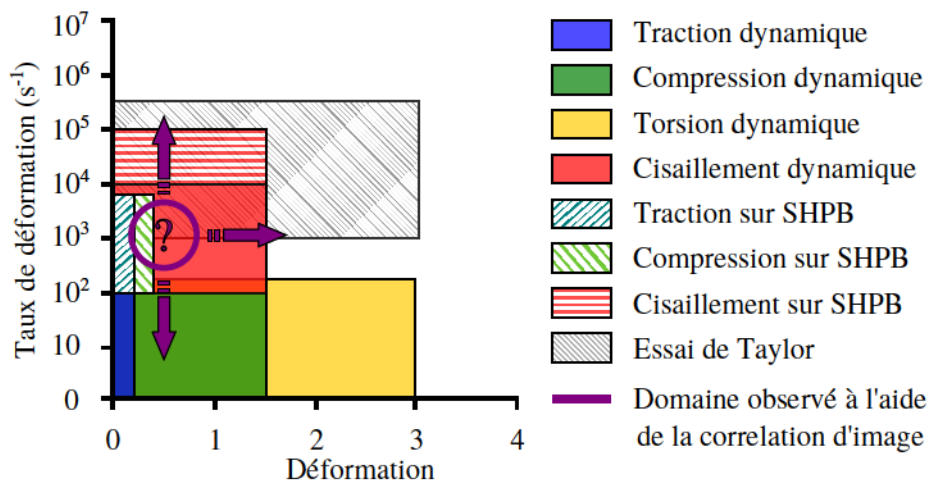 10⁷
10⁶
10⁵
10⁴
10³
10²
10
0
Taux de déformation (s⁻¹)
?
0 1 2 3 4
Déformation
Traction dynamique
Compression dynamique
Torsion dynamique
Cisaillement dynamique
Traction sur SHPB
Compression sur SHPB
Cisaillement sur SHPB
Essai de Taylor
Domaine observé à l'aide
de la correlation d'image